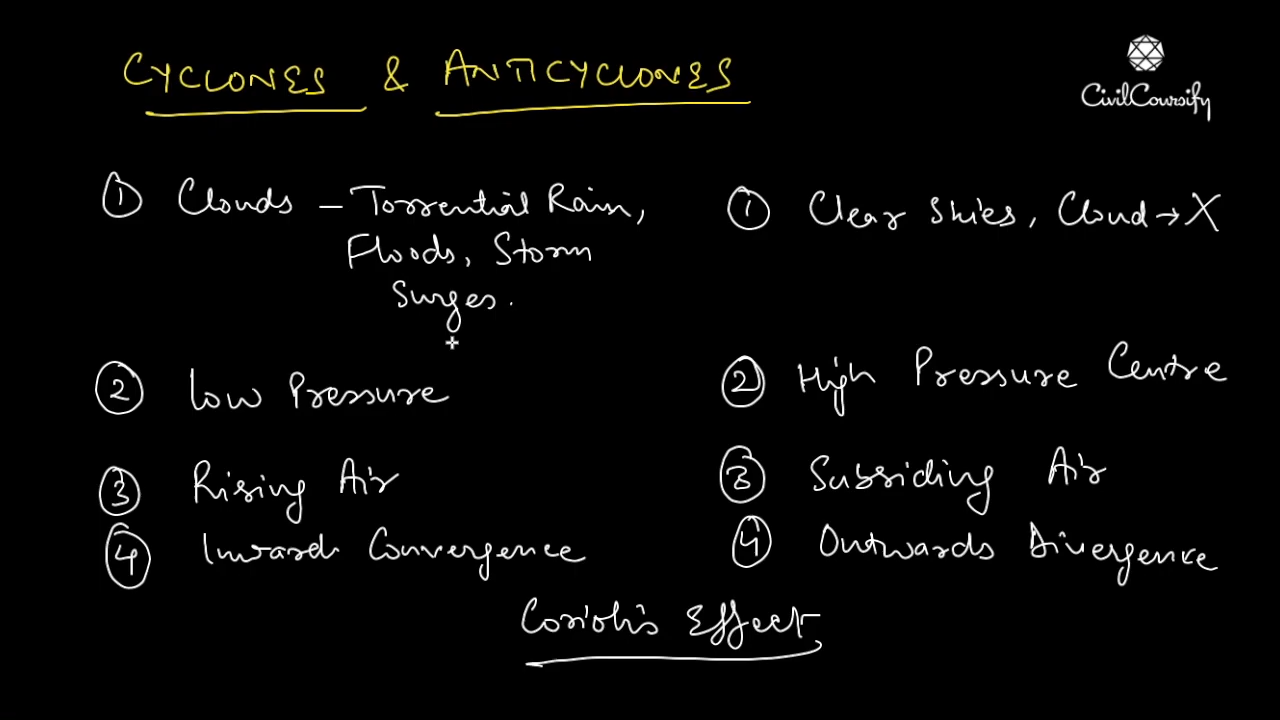 CYCLONES & ANTICYCLONES
CivilCoursify
① Clouds – Torrential Rain,
Floods, Storm
Surges.
② Low Pressure
③ Rising Air
④ Inward Convergence
① Clear Skies, Cloud → X
② High Pressure Centre
③ Subsiding Air
④ Outwards Divergence
Coriolis Effect